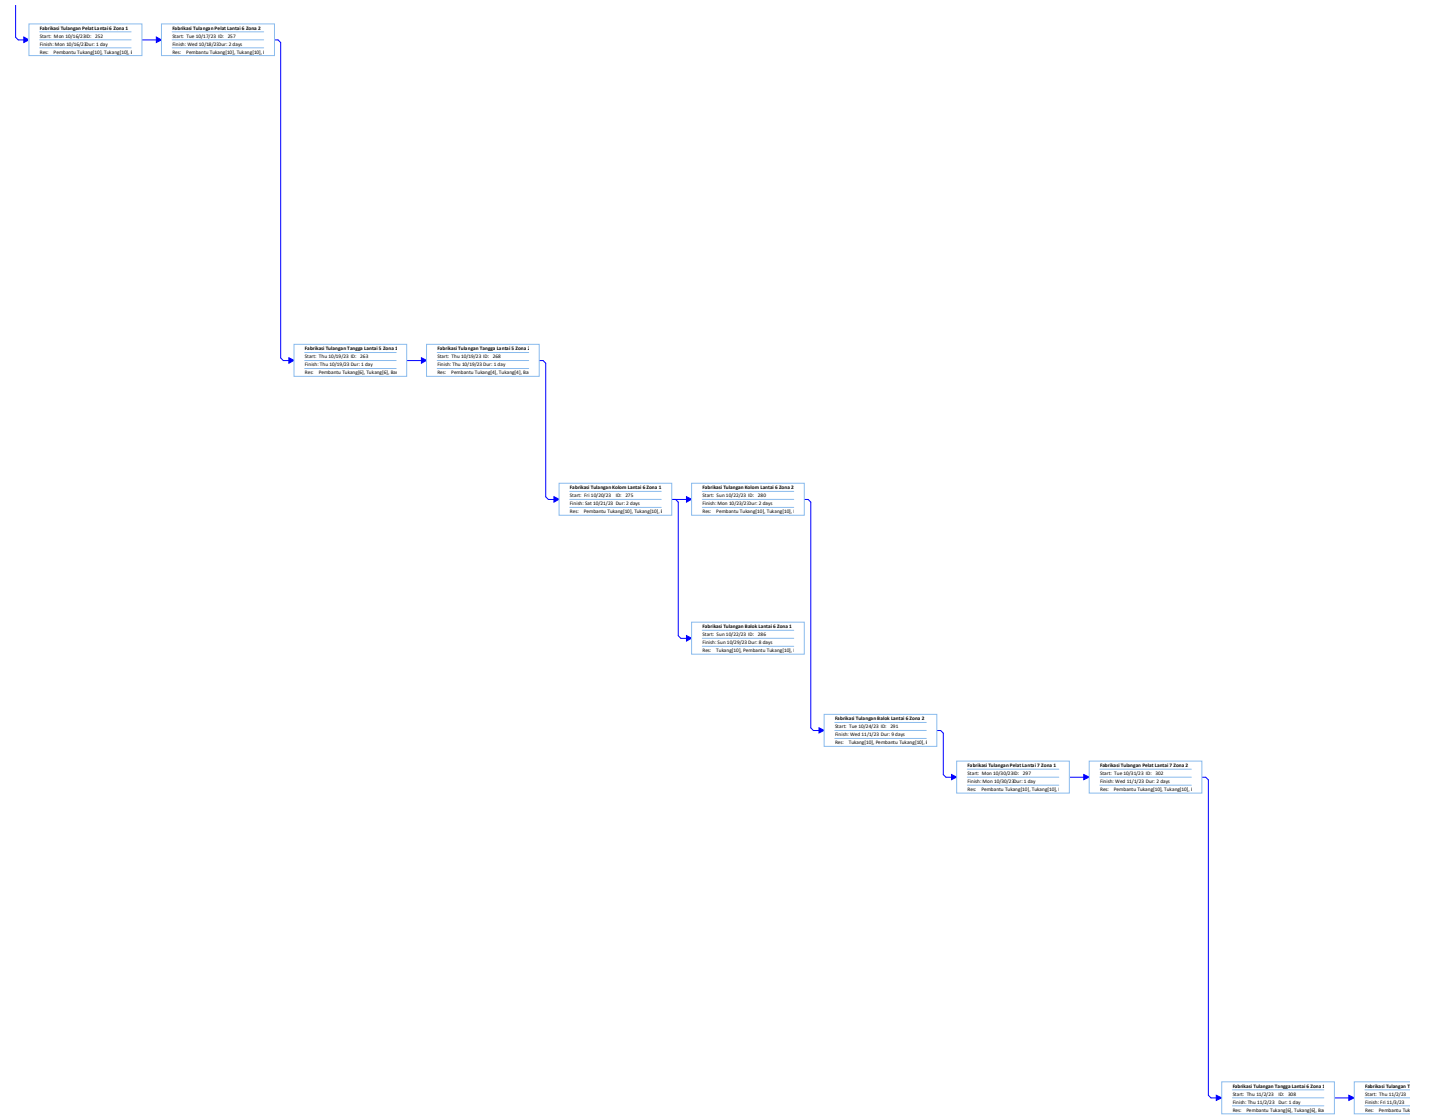 Fabrikasi Tulangan Pelat Lantai 6 Zona 1
Start: Mon 10/16/23 ID: 252
Finish: Mon 10/16/23 Dur: 1 day
Res: Pembantu Tukang[10], Tukang[10],
Fabrikasi Tulangan Pelat Lantai 6 Zona 2
Start: Tue 10/17/23 ID: 257
Finish: Wed 10/18/23 Dur: 2 days
Res: Pembantu Tukang[10], Tukang[10],
Fabrikasi Tulangan Tangga Lantai 5 Zona 1
Start: Thu 10/19/23 ID: 263
Finish: Thu 10/19/23 Dur: 1 day
Res: Pembantu Tukang[6], Tukang[6], Ba
Fabrikasi Tulangan Tangga Lantai 5 Zona
Start: Thu 10/19/23 ID: 268
Finish: Thu 10/19/23 Dur: 1 day
Res: Pembantu Tukang[4], Tukang[4], Ba
Fabrikasi Tulangan Kolom Lantai 6 Zona 1
Start: Fri 10/20/23 ID: 275
Finish: Sat 10/21/23 Dur: 2 days
Res: Pembantu Tukang[10], Tukang[10],
Fabrikasi Tulangan Kolom Lantai 6 Zona 2
Start: Sun 10/22/23 ID: 280
Finish: Mon 10/23/23 Dur: 2 days
Res: Pembantu Tukang[10], Tukang[10],
Fabrikasi Tulangan Balok Lantai 6 Zona 1
Start: Sun 10/22/23 ID: 286
Finish: Sun 10/29/23 Dur: 8 days
Res: Tukang[10], Pembantu Tukang[10],
Fabrikasi Tulangan Balok Lantai 6 Zona 2
Start: Tue 10/24/23 ID: 291
Finish: Wed 11/1/23 Dur: 9 days
Res: Tukang[10], Pembantu Tukang[10],
Fabrikasi Tulangan Pelat Lantai 7 Zona 1
Start: Mon 10/30/23 ID: 297
Finish: Mon 10/30/23 Dur: 1 day
Res: Pembantu Tukang[10], Tukang[10],
Fabrikasi Tulangan Pelat Lantai 7 Zona 2
Start: Tue 10/31/23 ID: 302
Finish: Wed 11/1/23 Dur: 2 days
Res: Pembantu Tukang[10], Tukang[10],
Fabrikasi Tulangan Tangga Lantai 6 Zona 1
Start: Thu 11/2/23 ID: 308
Finish: Thu 11/2/23 Dur: 1 day
Res: Pembantu Tukang[6], Tukang[6], Ba
Fabrikasi Tulangan T
Start: Thu 11/2/23
Finish: Fri 11/3/23
Res: Pembantu Tuk